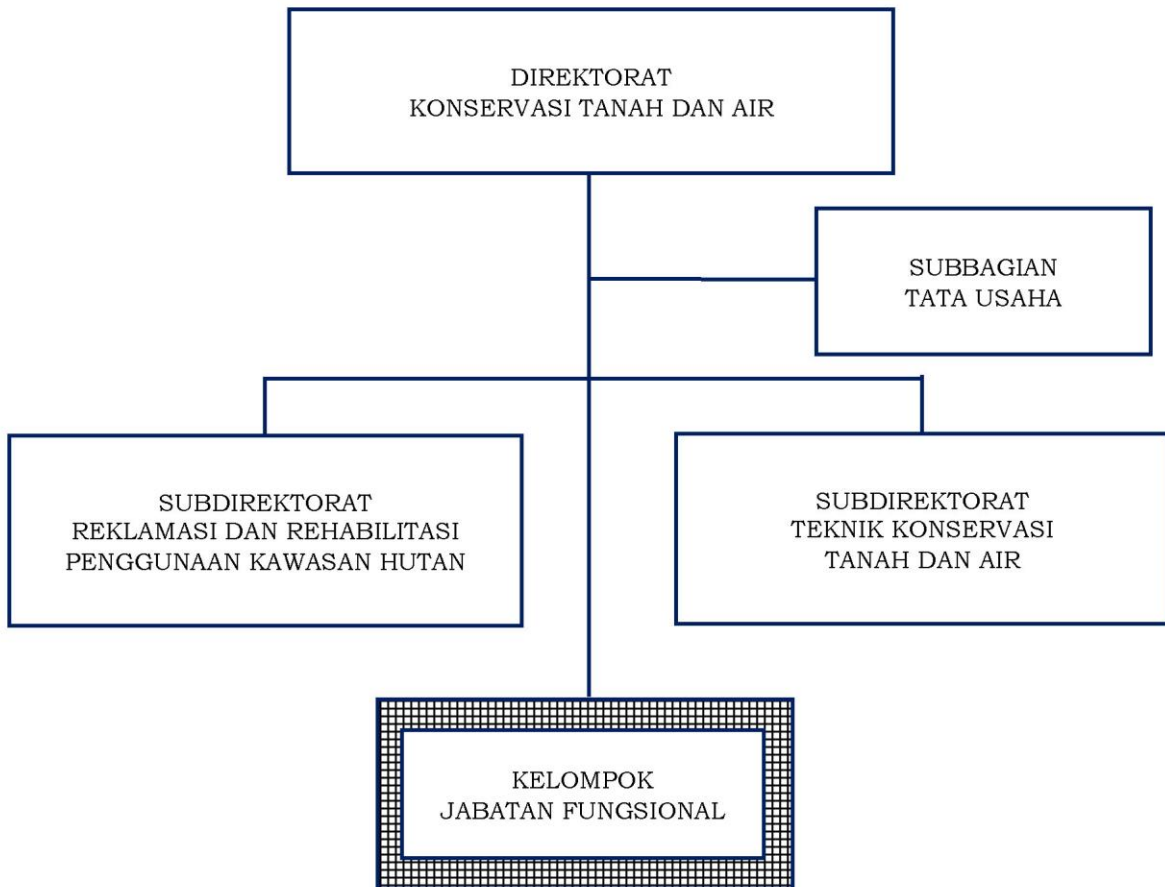 DIREKTORAT
KONSERVASI TANAH DAN AIR
SUBBAGIAN
TATA USAHA
SUBDIREKTORAT
REKLAMASI DAN REHABILITASI
PENGGUNAAN KAWASAN HUTAN
SUBDIREKTORAT
TEKNIK KONSERVASI
TANAH DAN AIR
KELOMPOK
JABATAN FUNGSIONAL